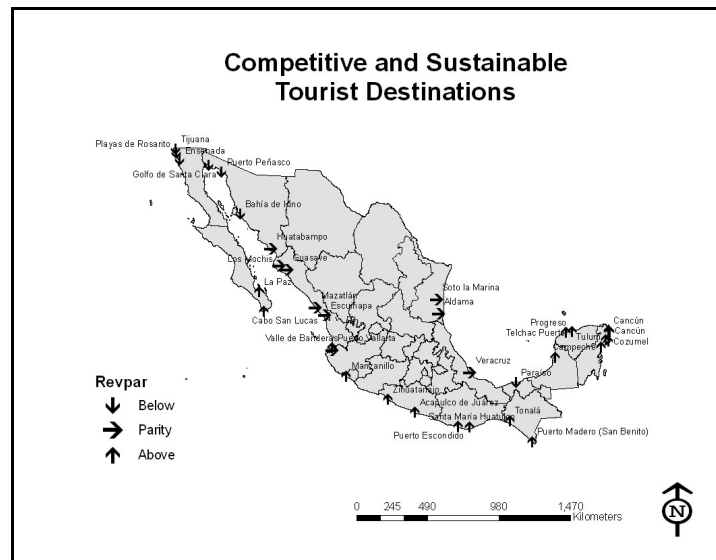 Competitive and Sustainable
Tourist Destinations
Tijuana
Playas de Rosarito
Ensenada
Puerto Peñasco
Golfo de Santa Clara
Bahía de Kino
Huatabampo
Los Mochis
Guasave
La Paz
Soto la Marina
Mazatlán
Aldama
Escuinapa
Cabo San Lucas
Progreso
Cancún
Telchac Puerto
Cancún
Valle de Banderas
Puerto Vallarta
Tulum
Cozumel
Campeche
Veracruz
Manzanillo
Paraíso
Revpar
Zihuatanejo
Below
Acapulco de Juárez
Tonalá
Santa María Huatulco
Parity
Puerto Escondido
Puerto Madero (San Benito)
Above
0 245 490 980 1,470
Kilometers
N